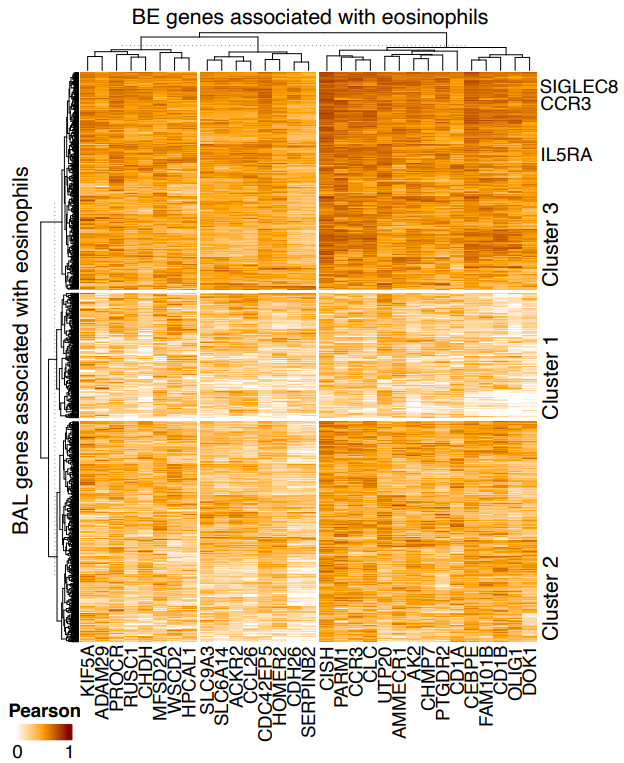 BE genes associated with eosinophils
BAL genes associated with eosinophils
SIGLEC8
CCR3
IL5RA
Cluster 3
Cluster 1
Cluster 2
KIF5A
ADAM29
PROCR
RUSC1
CHDH
MFSD2A
WSCD2
HPCAL1
SLC9A3
SLC6A14
ACKR2
CCL26
CDC42EP5
HOMER2
CDH26
SERPINB2
CISH
PARM1
CCR3
CLC
UTP20
AMMECR1
AK2
CHMP7
PTGDR2
CD1A
CEBPE
FAM101B
CD1B
OLIG1
DOK1
Pearson
0 1